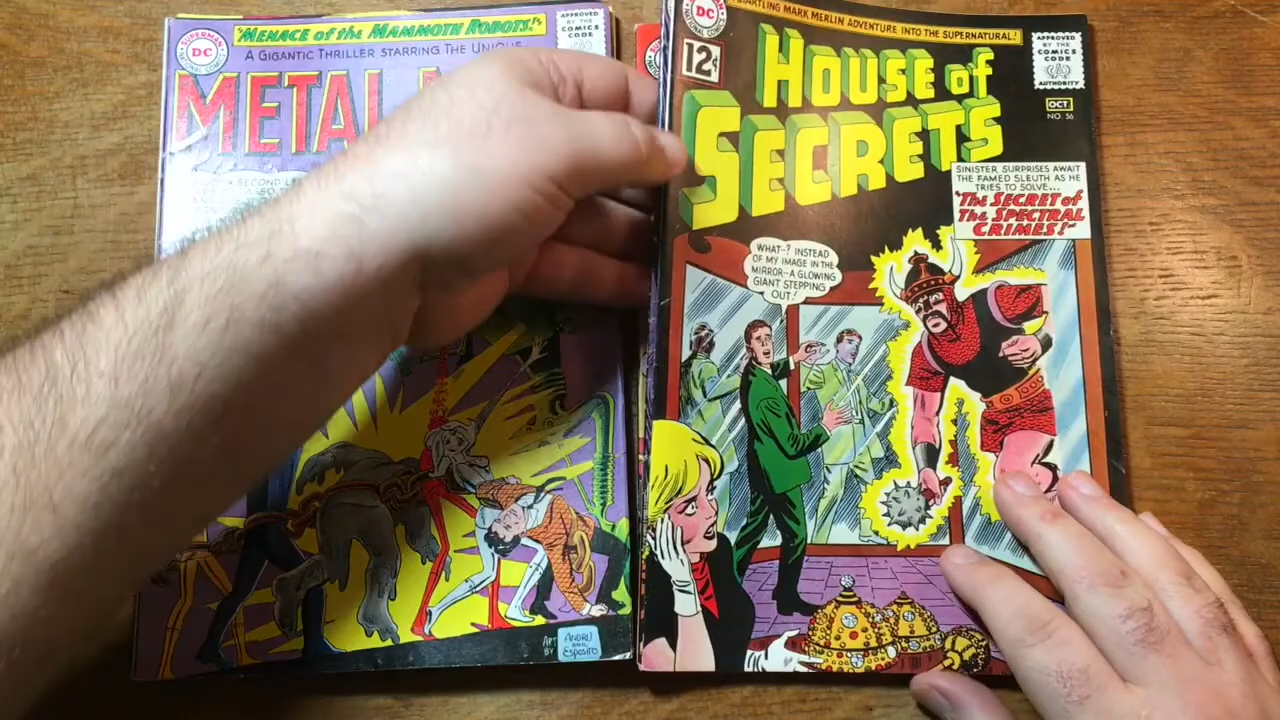 "MENACE of the MAMMOTH ROBOTS!"
SUPERMAN
DC
A GIGANTIC THRILLER STARRING THE UNIQUE
APPROVED
BY THE
COMICS
CODE
METAL
ART
BY
ANDRU
AND
ESPOSITO
STARTLING MARK MERLIN ADVENTURE INTO THE SUPERNATURAL!
DC
NATIONAL COMICS
12¢
HOUSE of
SECRETS
APPROVED
BY THE
COMICS
CODE
AUTHORITY
OCT.
NO. 56
SINISTER SURPRISES AWAIT
THE FAMED SLEUTH AS HE
TRIES TO SOLVE...
"The SECRET of
The SPECTRAL
CRIMES!"
WHAT--? INSTEAD
OF MY IMAGE IN THE
MIRROR--A GLOWING
GIANT STEPPING
OUT!